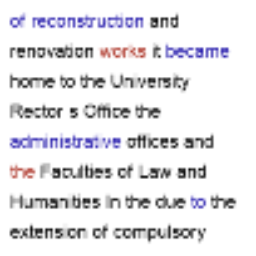 of reconstruction and
renovation works it became
home to the University
Rector s Office the
administrative offices and
the Faculties of Law and
Humanities In the due to the
extension of compulsory